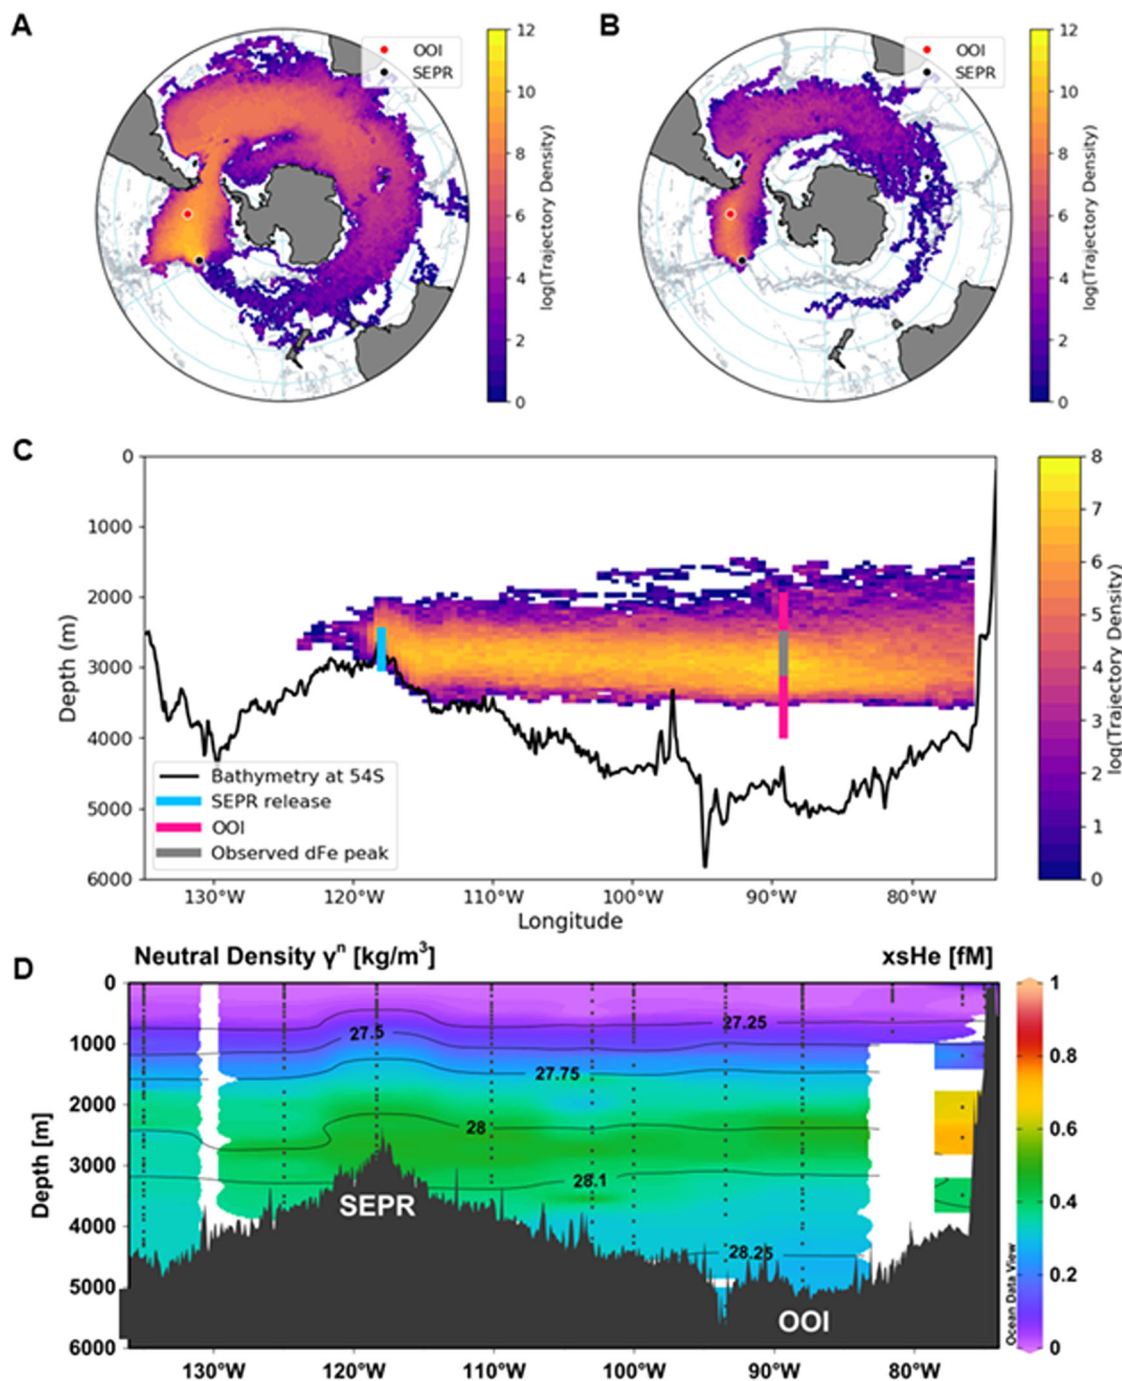 A
OOI
SEPR
12
10
8
6
4
2
0
log(Trajectory Density)
B
OOI
SEPR
12
10
8
6
4
2
0
log(Trajectory Density)
C
0
1000
2000
3000
4000
5000
6000
Depth (m)
Bathymetry at 54S
SEPR release
OOI
Observed dFe peak
130°W
120°W
110°W
100°W
90°W
80°W
Longitude
8
7
6
5
4
3
2
1
0
log(Trajectory Density)
D
Neutral Density γⁿ [kg/m³]
xsHe [fM]
0
1000
2000
3000
4000
5000
6000
Depth [m]
27.25
27.5
27.75
28
28.1
28.25
SEPR
OOI
130°W
120°W
110°W
100°W
90°W
80°W
Ocean Data View
1
0.8
0.6
0.4
0.2
0